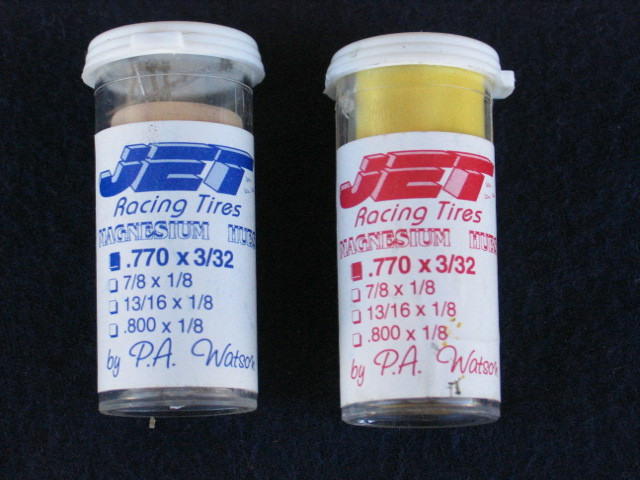 JET
Racing Tires
MAGNESIUM HUBS
.770 x 3/32
7/8 x 1/8
13/16 x 1/8
.800 x 1/8
by P.A. Watson
JET
Racing Tires
MAGNESIUM HUBS
.770 x 3/32
7/8 x 1/8
13/16 x 1/8
.800 x 1/8
by P.A. Watson